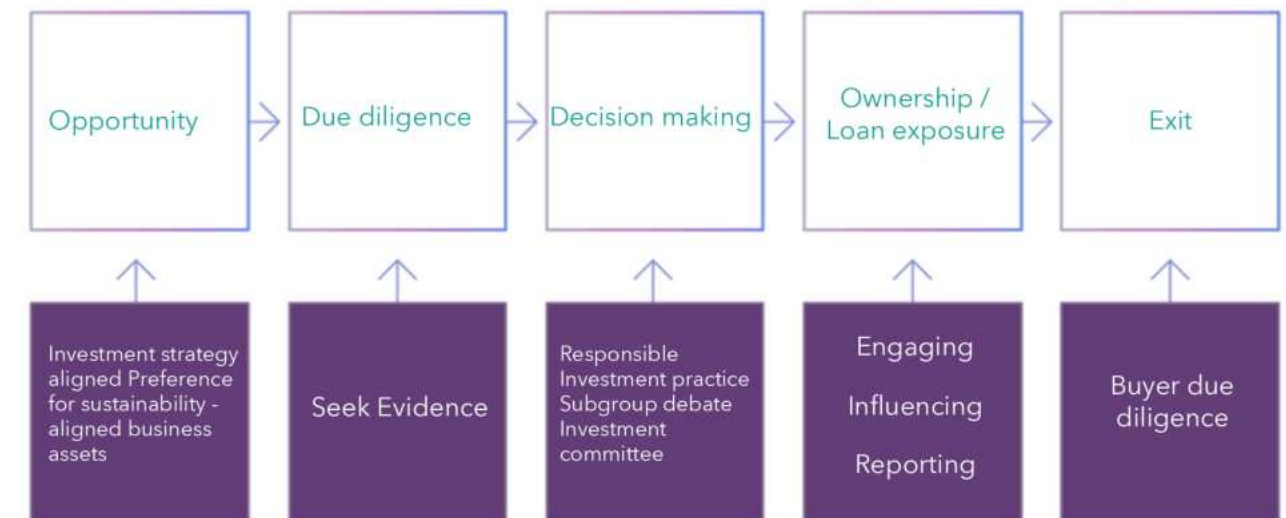 Opportunity
Due diligence
Decision making
Ownership /
Loan exposure
Exit
Investment strategy
aligned Preference
for sustainability -
aligned business
assets
Seek Evidence
Responsible
Investment practice
Subgroup debate
Investment
committee
Engaging
Influencing
Reporting
Buyer due
diligence